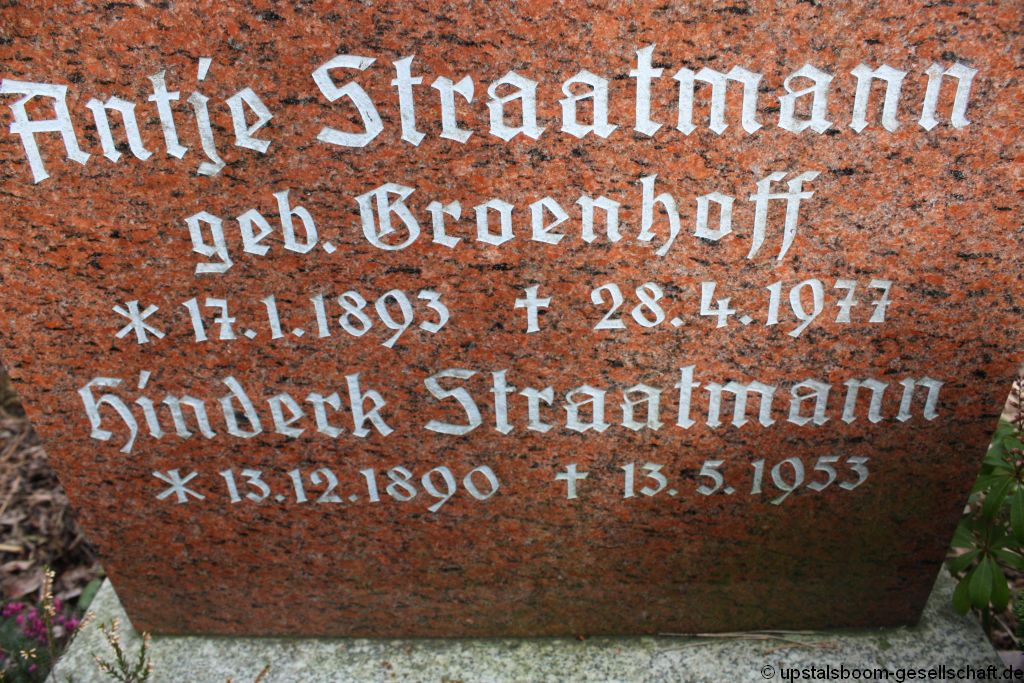 Antje Straatmann
geb. Groenhoff
* 17.1.1893 † 28.4.1977
Hinderk Straatmann
* 13.12.1890 † 13.5.1953
© upstalsboom-gesellschaft.de